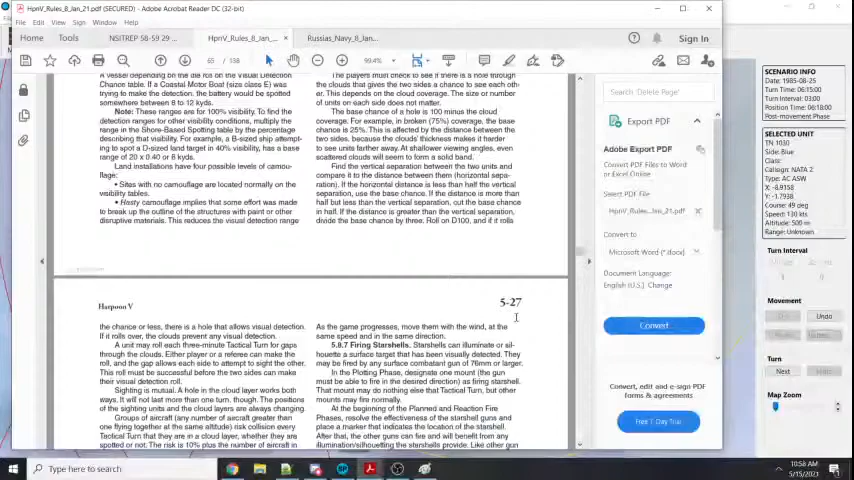 HpnV_Rules_8_Jan_21.pdf (SECURED) - Adobe Acrobat Reader DC (32-bit)
File Edit View Sign Window Help
Home Tools NSITREP 58-59 29 ... HpnV_Rules_8_Jan_... × Russias_Navy_8_Jan... Sign In
65 / 138 99.4%
A vessel depending on the die roll on the Visual Detection
Chance table. If a Coastal Motor Boat (size class E) was
trying to make the detection, the battery would be spotted
somewhere between 8 to 12 kyds.
Note: These ranges are for 100% visibility. To find the
detection ranges for other visibility conditions, multiply the
range in the Shore-Based Spotting table by the percentage
describing that visibility. For example, a B-sized ship attempt-
ing to spot a D-sized land target in 40% visibility, has a base
range of 20 x 0.40 or 8 kyds.
Land installations have four possible levels of camou-
flage:
• Sites with no camouflage are located normally on the
visibility tables.
• Hasty camouflage implies that some effort was made
to break up the outline of the structures with paint or other
disruptive materials. This reduces the visual detection range
The players must check to see if there is a hole through
the clouds that gives the two sides a chance to see each oth-
er. This depends on the cloud coverage. The size or number
of units on each side does not matter.
The base chance of a hole is 100 minus the cloud
coverage. For example, in broken (75%) coverage, the base
chance is 25%. This is affected by the distance between the
two sides, because the clouds's thickness makes it harder
to see units farther away. At shallower viewing angles, even
scattered clouds will seem to form a solid band.
Find the vertical separation between the two units and
compare it to the distance between them (horizontal sepa-
ration). If the horizontal distance is less than half the vertical
separation, use the base chance. If the distance is more than
half but less than the vertical separation, cut the base chance
in half. If the distance is greater than the vertical separation,
divide the base chance by three. Roll on D100, and if it rolls
Harpoon V
5-27
the chance or less, there is a hole that allows visual detection.
If it rolls over, the clouds prevent any visual detection.
A unit may roll each three-minute Tactical Turn for gaps
through the clouds. Either player or a referee can make the
roll, and the gap allows each side to attempt to sight the other.
This roll must be successful before the two sides can make
their visual detection roll.
Sighting is mutual. A hole in the cloud layer works both
ways. It will not last more than one turn, though. The positions
of the sighting units and the cloud layers are always changing.
Groups of aircraft (any number of aircraft greater than
one flying together at the same altitude) risk collision every
Tactical Turn that they are in a cloud layer, whether they are
spotted or not. The risk is 10% plus the number of aircraft in
As the game progresses, move them with the wind, at the
same speed and in the same direction.
5.8.7 Firing Starshells. Starshells can illuminate or sil-
houette a surface target that has been visually detected. They
may be fired by any surface combatant gun of 76mm or larger.
In the Plotting Phase, designate one mount (the gun
must be able to fire in the desired direction) as firing starshell.
That mount may do nothing else that Tactical Turn, but other
mounts may fire normally.
At the beginning of the Planned and Reaction Fire
Phases, resolve the effectiveness of the starshell guns and
place a marker that indicates the location of the starshell.
After that, the other guns can fire and will benefit from any
illumination/silhouetting the starshells provide. Like other gun
Search 'Delete Page'
Export PDF
Adobe Export PDF
Convert PDF Files to Word
or Excel Online
Select PDF File
HpnV_Rules...Jan_21.pdf ×
Convert to
Microsoft Word (*.docx)
Document Language:
English (U.S.) Change
Convert
Convert, edit and e-sign PDF
forms & agreements
Free 7-Day Trial
SCENARIO INFO
Date: 1985-08-25
Turn Time: 06:15:00
Turn Interval: 03:00
Time: 06:18:00
Post-movement Phase
SELECTED UNIT
TN 1030
Side: Blue
Class:
Callsign: NATA 2
Type: AC ASW
X: -8.9158
Y: -1.7938
Course: 49 deg
Speed: 130 kts
Altitude: 500 m
Range: Unknown
Turn Interval
Movement
Undo
Turn
Next
Map Zoom
Type here to search
10:58 AM
5/15/2023